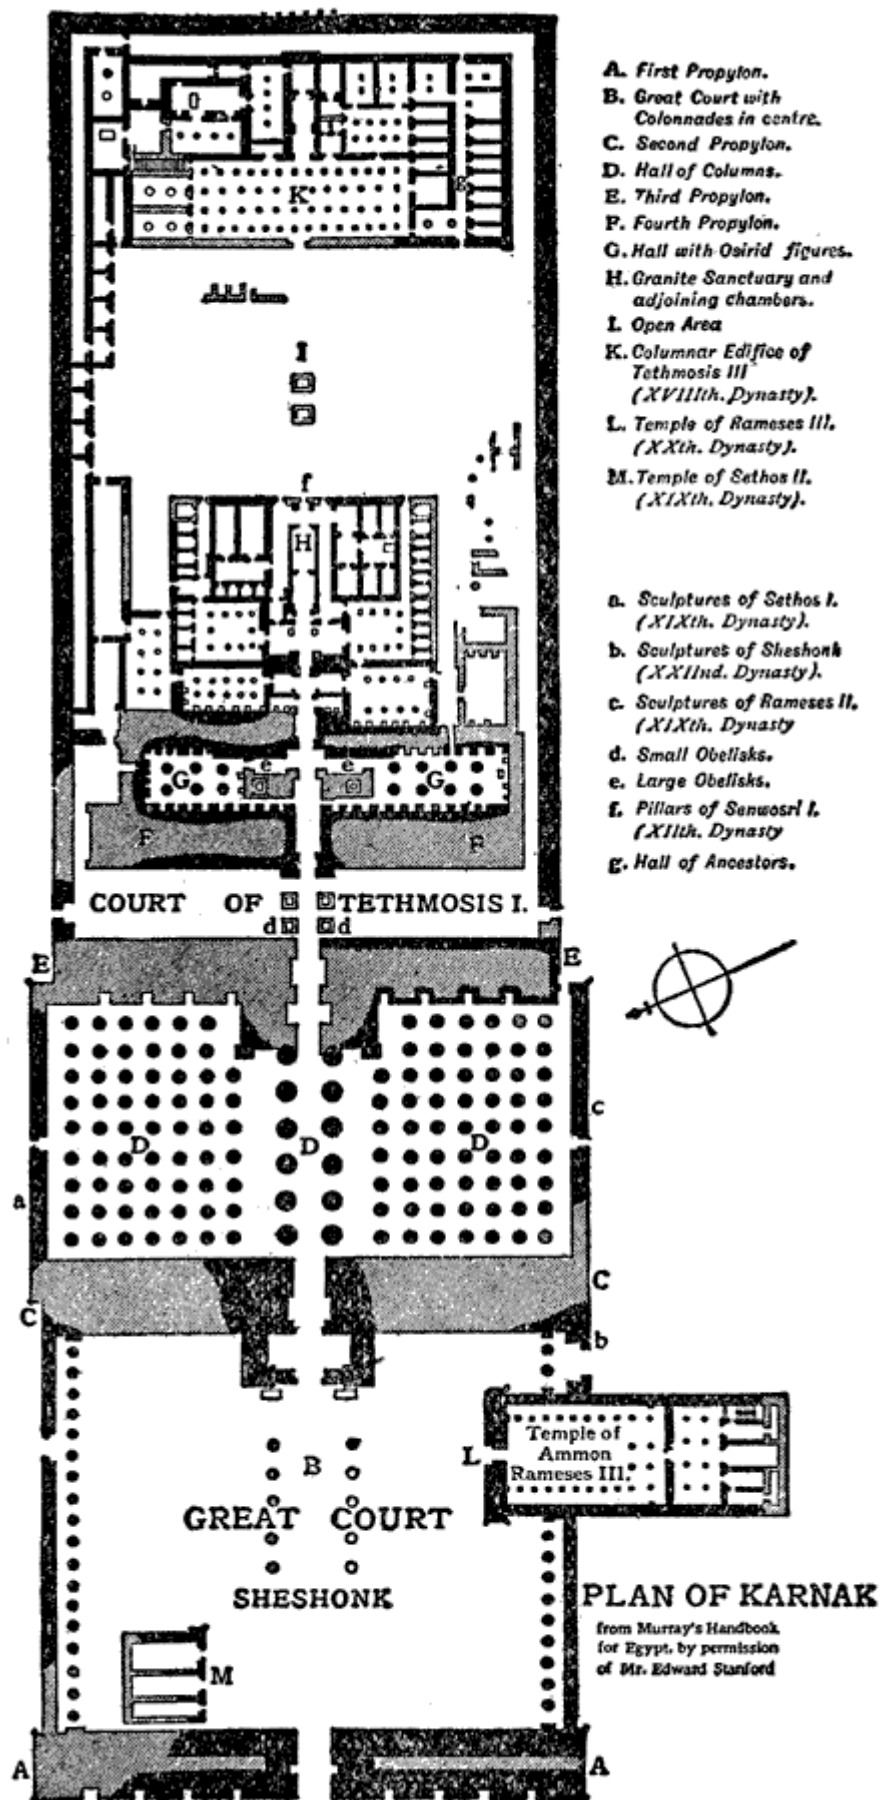 A. First Propylon.
B. Great Court with
Colonnades in centre.
C. Second Propylon.
D. Hall of Columns.
E. Third Propylon.
F. Fourth Propylon.
G. Hall with Osirid figures.
H. Granite Sanctuary and
adjoining chambers.
I. Open Area
K. Columnar Edifice of
Tethmosis III
(XVIIIth. Dynasty).
L. Temple of Rameses III.
(XXth. Dynasty).
M. Temple of Sethos II.
(XIXth. Dynasty).
a. Sculptures of Sethos I.
(XIXth. Dynasty).
b. Sculptures of Sheshonk
(XXIInd. Dynasty).
c. Sculptures of Rameses II.
(XIXth. Dynasty
d. Small Obelisks.
e. Large Obelisks.
f. Pillars of Senwosri I.
(XIIth. Dynasty
g. Hall of Ancestors.
K
g
I
f
H
e e
G G
F F
COURT OF TETHMOSIS I.
d d
E E
c
D D D
a
C
C
b
Temple of
Ammon
Rameses III.
L
B
GREAT COURT
SHESHONK
PLAN OF KARNAK
from Murray's Handbook
for Egypt, by permission
of Mr. Edward Stanford
M
A A